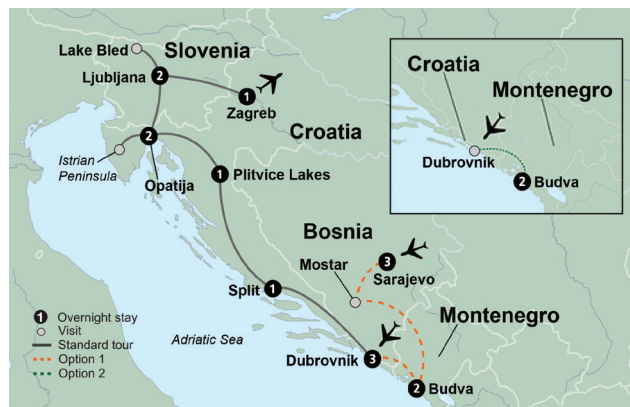 Lake Bled
Slovenia
Ljubljana
2
1
Zagreb
Croatia
2
Istrian
Peninsula
Opatija
1
Plitvice Lakes
Bosnia
3
Sarajevo
Mostar
Split
1
Montenegro
Adriatic Sea
Dubrovnik
3
2
Budva
1 Overnight stay
Visit
Standard tour
Option 1
Option 2
Croatia
Montenegro
Dubrovnik
2
Budva